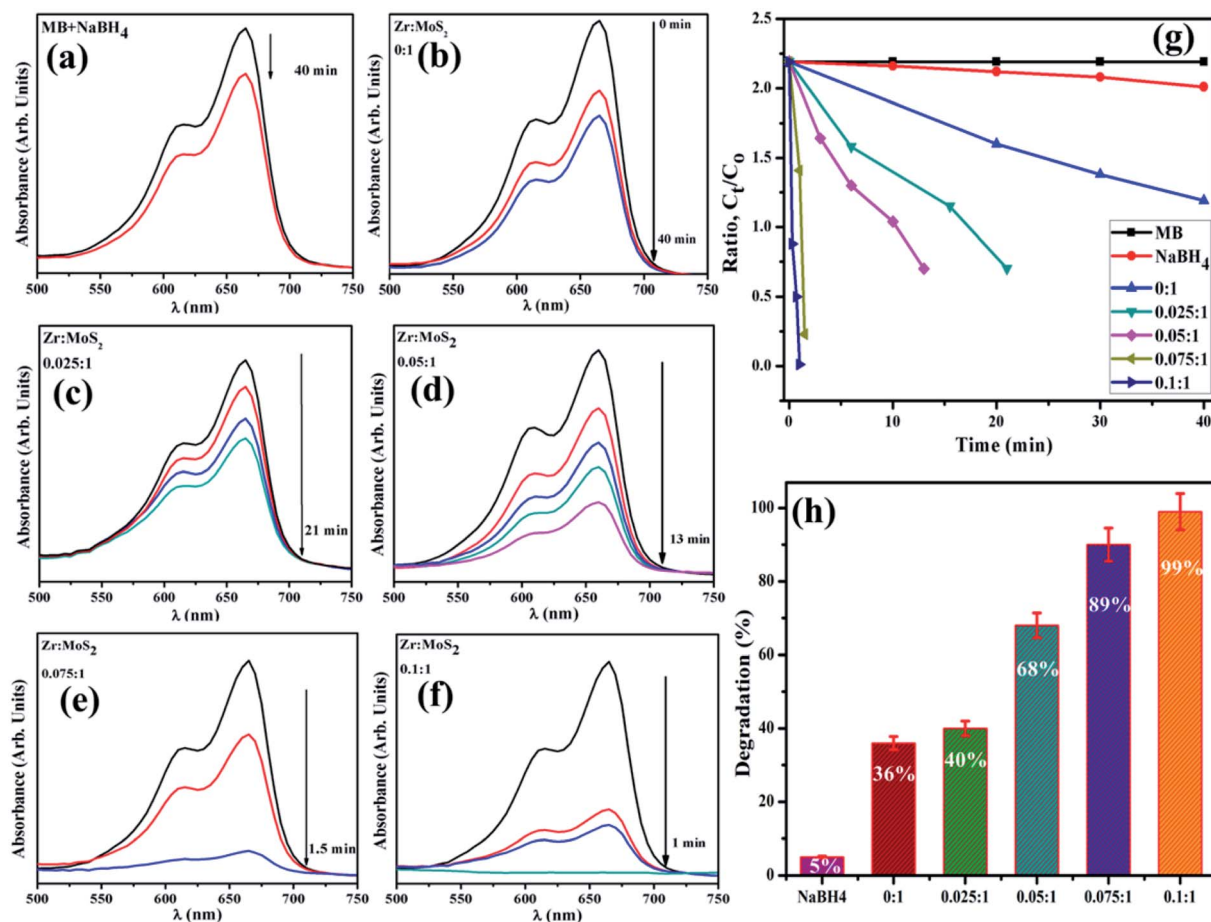 MB+NaBH4
(a)
40 min
Absorbance (Arb. Units)
500 550 600 650 700 750
λ (nm)
Zr:MoS2
0:1
(b)
0 min
40 min
Absorbance (Arb. Units)
500 550 600 650 700 750
λ (nm)
Zr:MoS2
0.025:1
(c)
21 min
Absorbance (Arb. Units)
500 550 600 650 700 750
λ (nm)
Zr:MoS2
0.05:1
(d)
13 min
Absorbance (Arb. Units)
500 550 600 650 700 750
λ (nm)
Zr:MoS2
0.075:1
(e)
1.5 min
Absorbance (Arb. Units)
500 550 600 650 700 750
λ (nm)
Zr:MoS2
0.1:1
(f)
1 min
Absorbance (Arb. Units)
500 550 600 650 700 750
λ (nm)
(g)
Ratio, Ct/Co
2.5
2.0
1.5
1.0
0.5
0.0
MB
NaBH4
0:1
0.025:1
0.05:1
0.075:1
0.1:1
0 10 20 30 40
Time (min)
(h)
Degradation (%)
100
80
60
40
20
0
5%
36%
40%
68%
89%
99%
NaBH4 0:1 0.025:1 0.05:1 0.075:1 0.1:1